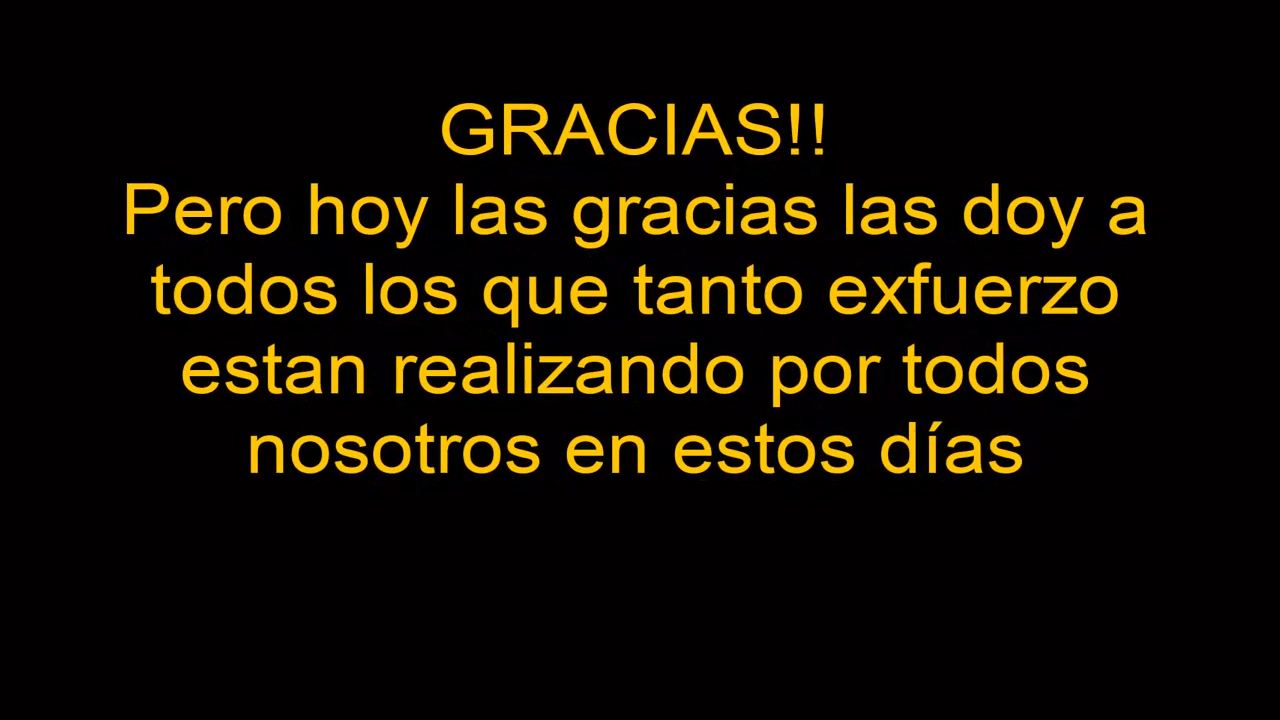 GRACIAS!!
Pero hoy las gracias las doy a
todos los que tanto exfuerzo
estan realizando por todos
nosotros en estos días